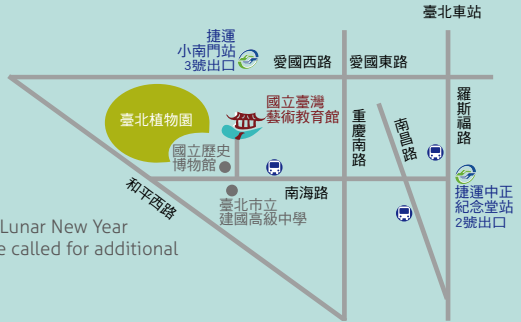 臺北車站
捷運
小南門站
3號出口
愛國西路
愛國東路
臺北植物園
國立臺灣
藝術教育館
重慶南路
南昌路
羅斯福路
國立歷史
博物館
和平西路
南海路
捷運中正
紀念堂站
2號出口
臺北市立
建國高級中學
Lunar New Year
e called for additional